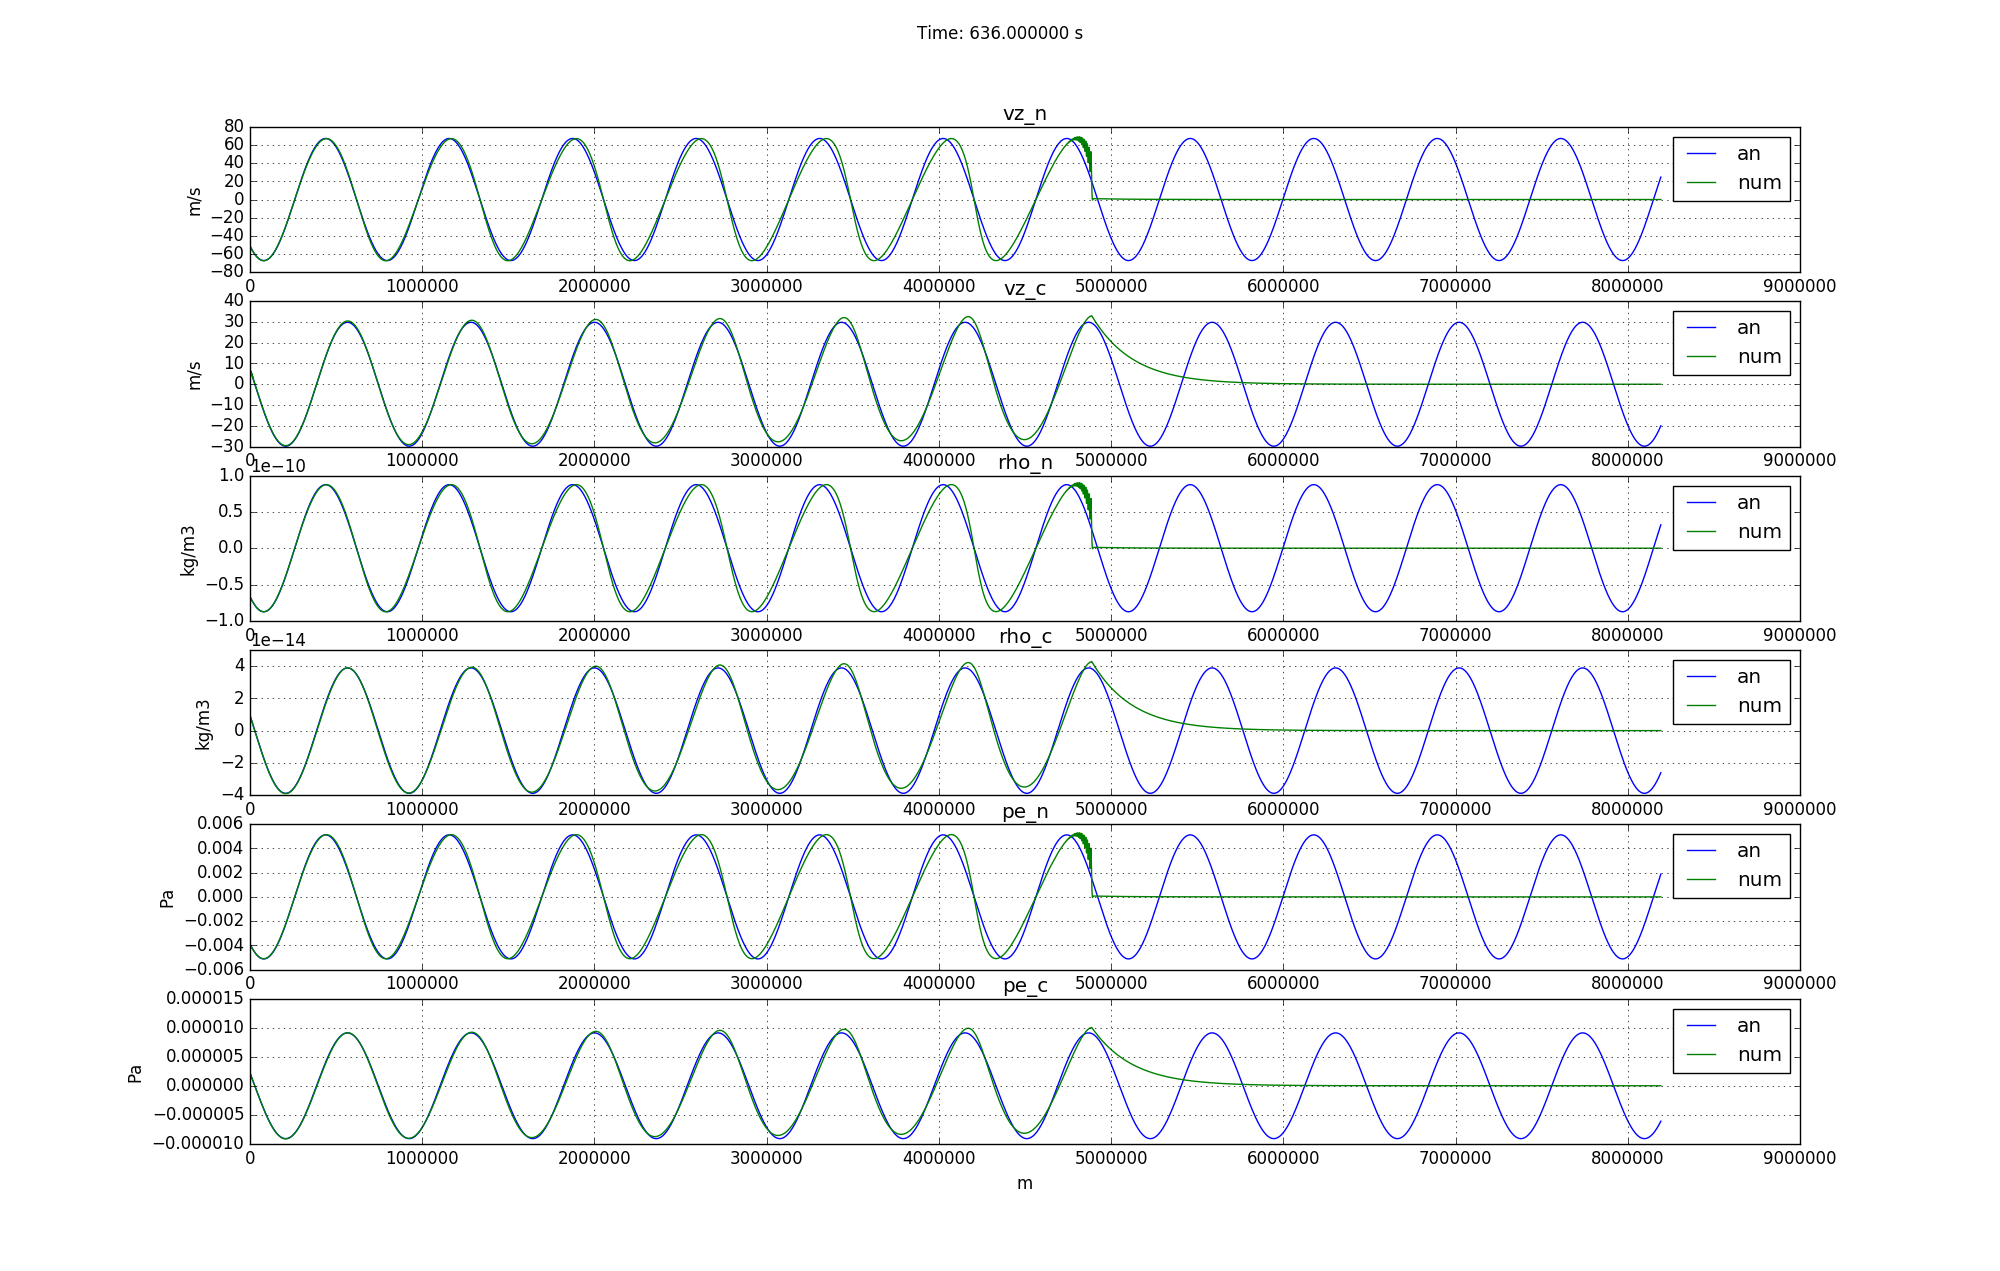 Time: 636.000000 s
vz_n
80
60
40
20
0
−20
−40
−60
−80
m/s
an
num
0 1000000 2000000 3000000 4000000 5000000 6000000 7000000 8000000 9000000
vz_c
40
30
20
10
0
−10
−20
−30
m/s
an
num
0 1000000 2000000 3000000 4000000 5000000 6000000 7000000 8000000 9000000
1e−10
rho_n
1.0
0.5
0.0
−0.5
−1.0
kg/m3
an
num
0 1000000 2000000 3000000 4000000 5000000 6000000 7000000 8000000 9000000
1e−14
rho_c
4
2
0
−2
−4
kg/m3
an
num
0 1000000 2000000 3000000 4000000 5000000 6000000 7000000 8000000 9000000
pe_n
0.006
0.004
0.002
0.000
−0.002
−0.004
−0.006
Pa
an
num
0 1000000 2000000 3000000 4000000 5000000 6000000 7000000 8000000 9000000
pe_c
0.000015
0.000010
0.000005
0.000000
−0.000005
−0.000010
Pa
an
num
0 1000000 2000000 3000000 4000000 5000000 6000000 7000000 8000000 9000000
m